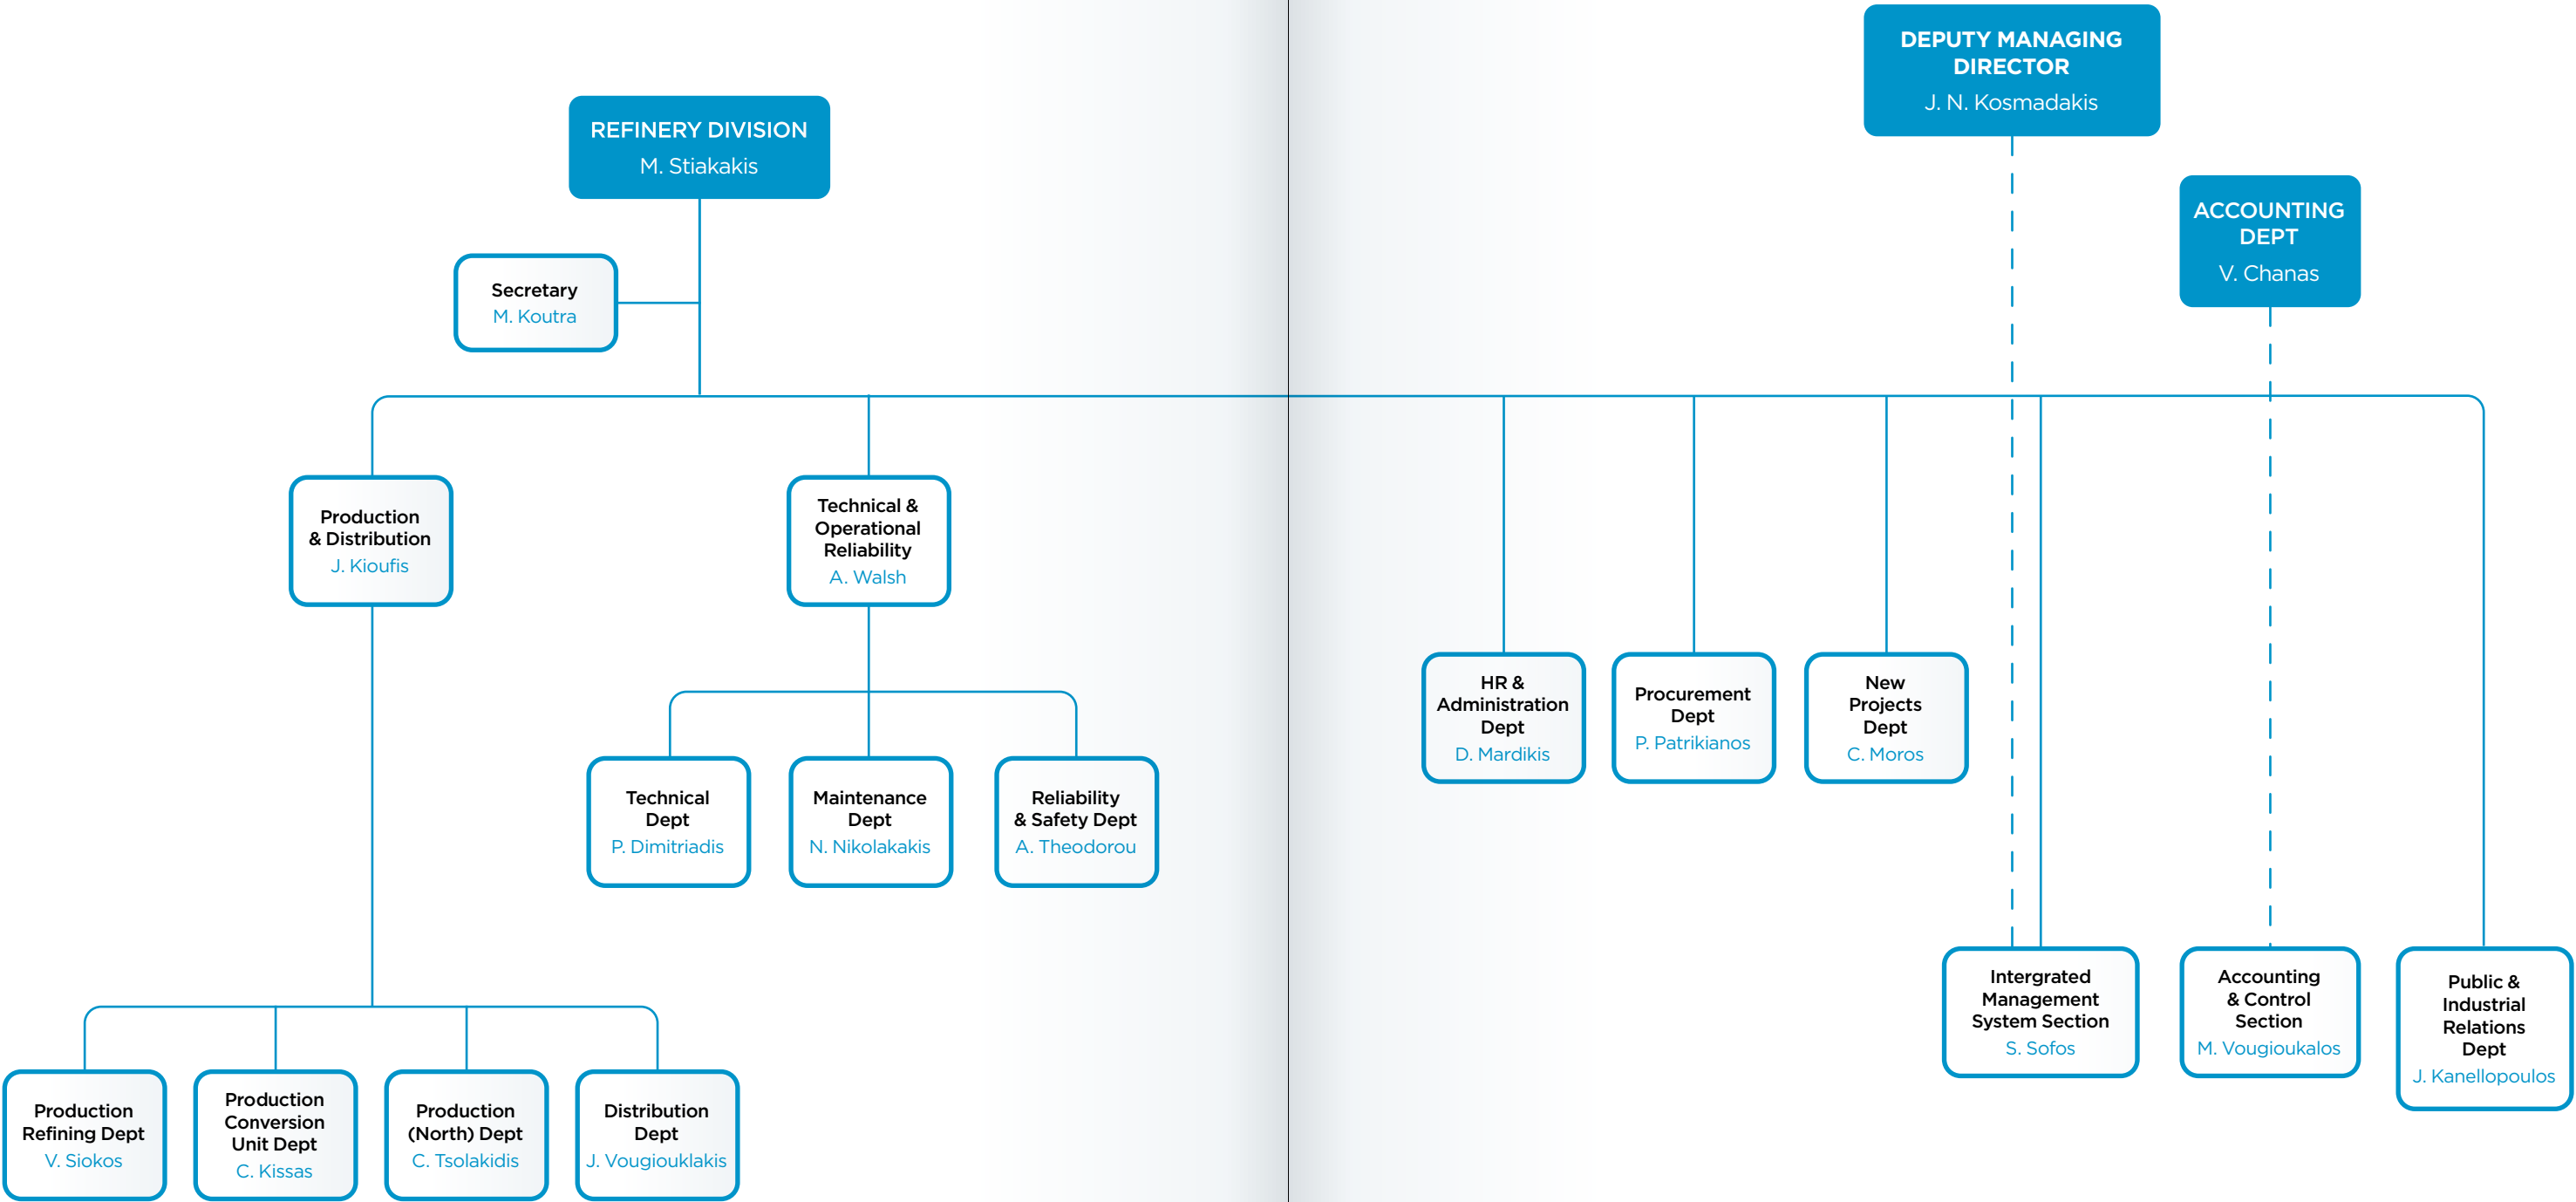 DEPUTY MANAGING
DIRECTOR
J. N. Kosmadakis
REFINERY DIVISION
M. Stiakakis
ACCOUNTING
DEPT
V. Chanas
Secretary
M. Koutra
Production
& Distribution
J. Kioufis
Technical &
Operational
Reliability
A. Walsh
HR &
Administration
Dept
D. Mardikis
Procurement
Dept
P. Patrikianos
New
Projects
Dept
C. Moros
Technical
Dept
P. Dimitriadis
Maintenance
Dept
N. Nikolakakis
Reliability
& Safety Dept
A. Theodorou
Intergrated
Management
System Section
S. Sofos
Accounting
& Control
Section
M. Vougioukalos
Public &
Industrial
Relations
Dept
J. Kanellopoulos
Production
Refining Dept
V. Siokos
Production
Conversion
Unit Dept
C. Kissas
Production
(North) Dept
C. Tsolakidis
Distribution
Dept
J. Vougiouklakis